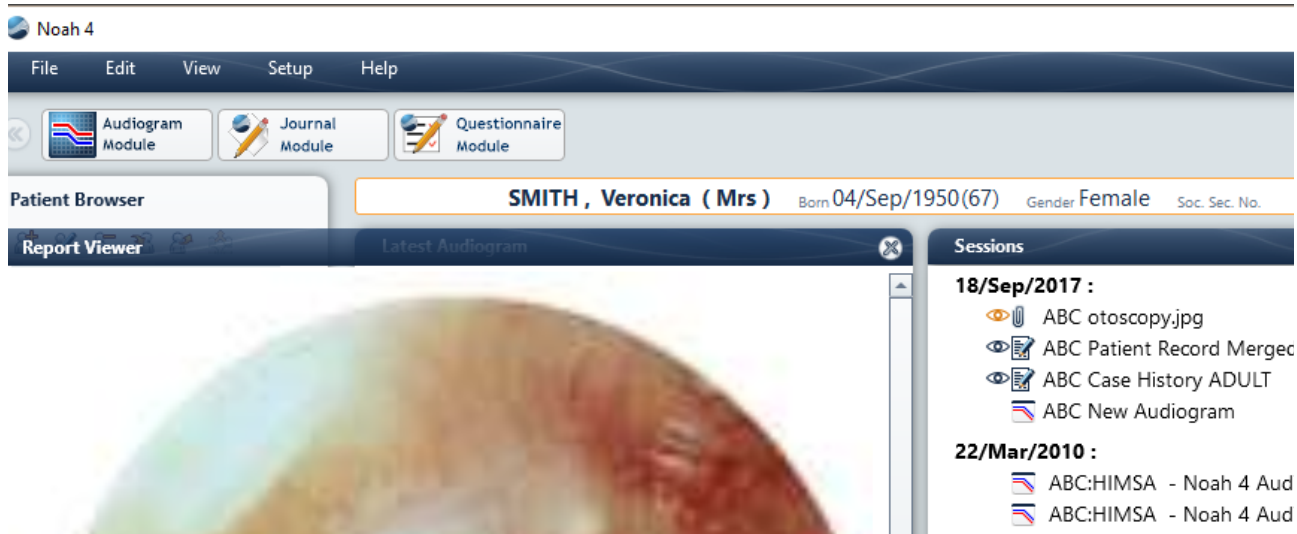 Noah 4
File Edit View Setup Help
Audiogram Module
Journal Module
Questionnaire Module
Patient Browser
SMITH , Veronica ( Mrs ) Born 04/Sep/1950(67) Gender Female Soc. Sec. No.
Report Viewer
Latest Audiogram
Sessions
18/Sep/2017 :
ABC otoscopy.jpg
ABC Patient Record Merged
ABC Case History ADULT
ABC New Audiogram
22/Mar/2010 :
ABC:HIMSA - Noah 4 Aud
ABC:HIMSA - Noah 4 Aud